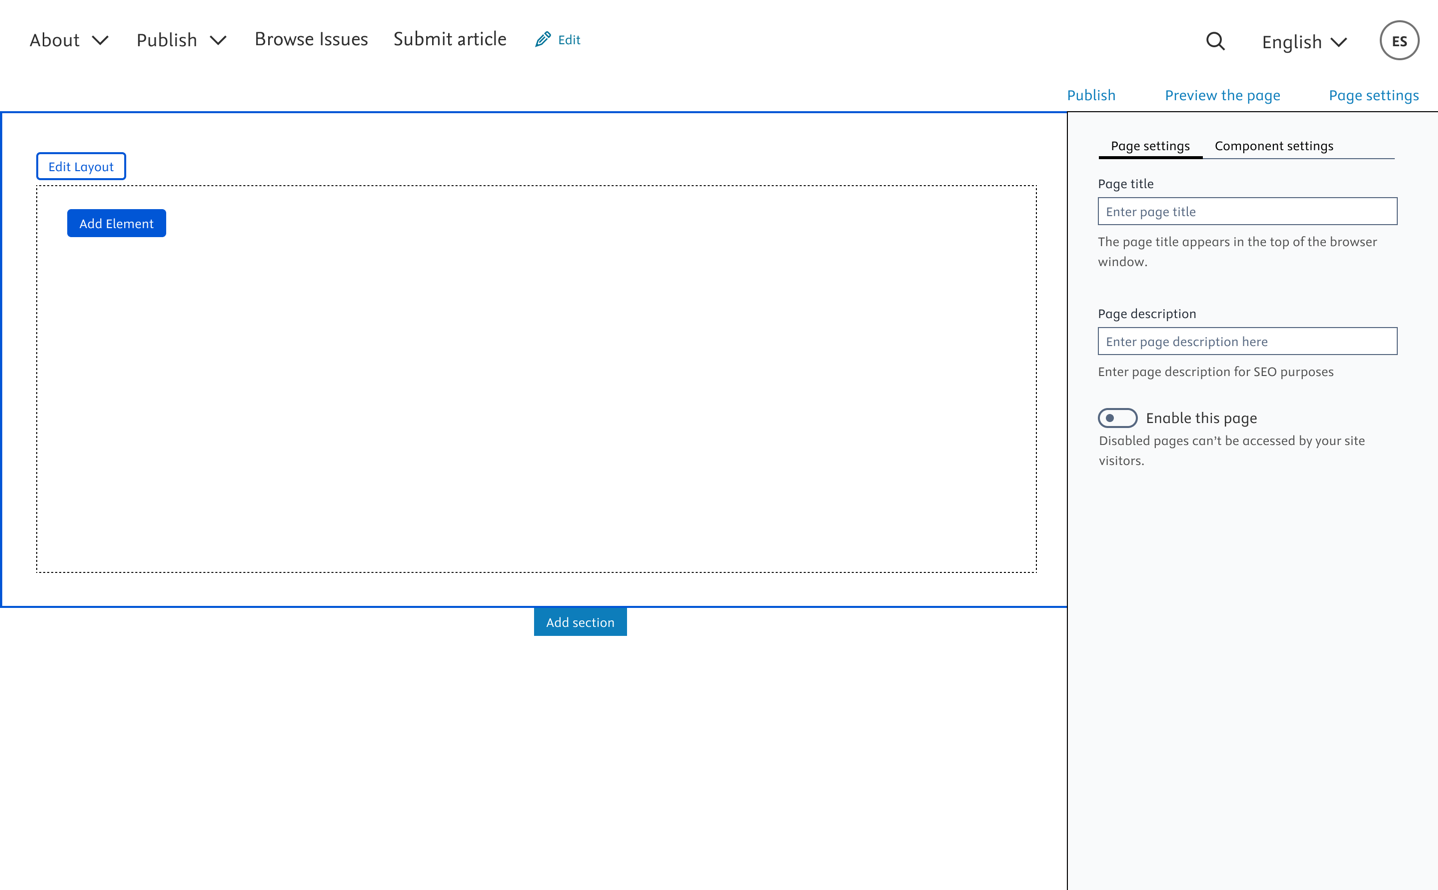 About
Publish
Browse Issues
Submit article
Edit
English
ES
Publish
Preview the page
Page settings
Edit Layout
Add Element
Add section
Page settings
Component settings
Page title
Enter page title
The page title appears in the top of the browser
window.
Page description
Enter page description here
Enter page description for SEO purposes
Enable this page
Disabled pages can't be accessed by your site
visitors.